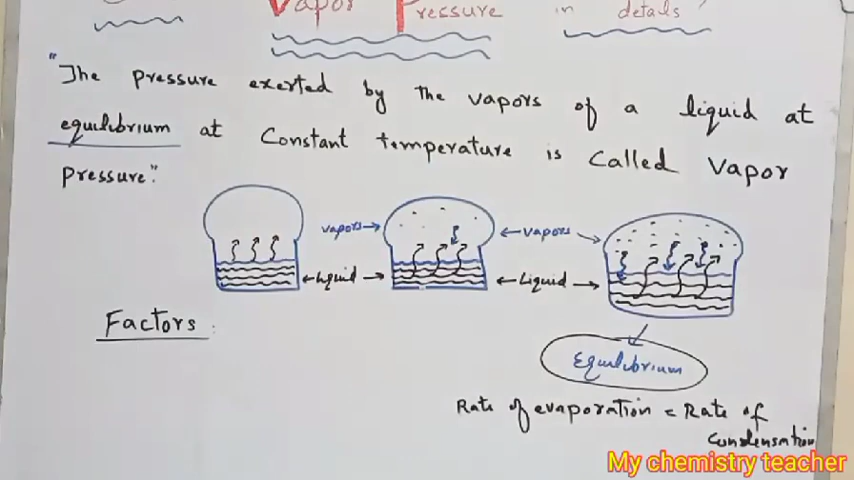 Vapor Pressure in details
"The pressure exerted by the vapors of a liquid at
equilibrium at Constant temperature is Called Vapor
pressure."
vapors
vapors
Liquid
Liquid
Factors:
Equilibrium
Rate of evaporation = Rate of
Condensation
My chemistry teacher